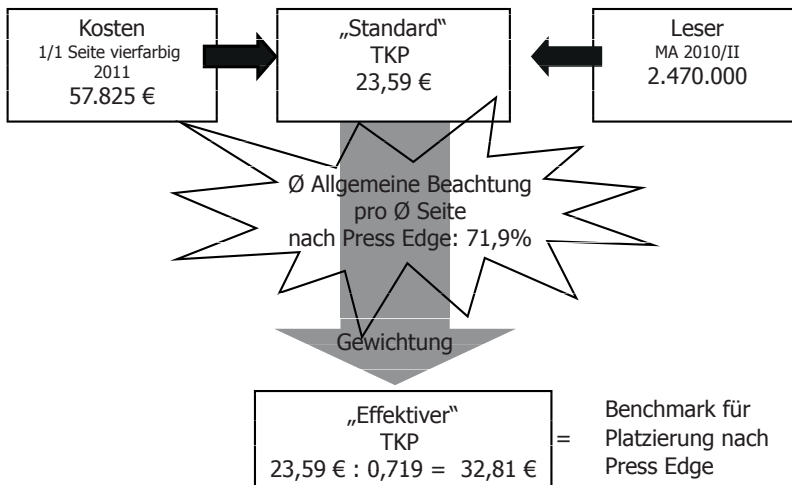 Kosten
1/1 Seite vierfarbig
2011
57.825 €
„Standard“
TKP
23,59 €
Leser
MA 2010/II
2.470.000
Ø Allgemeine Beachtung
pro Ø Seite
nach Press Edge: 71,9%
Gewichtung
„Effektiver“
TKP
23,59 € : 0,719 = 32,81 €
=
Benchmark für
Platzierung nach
Press Edge